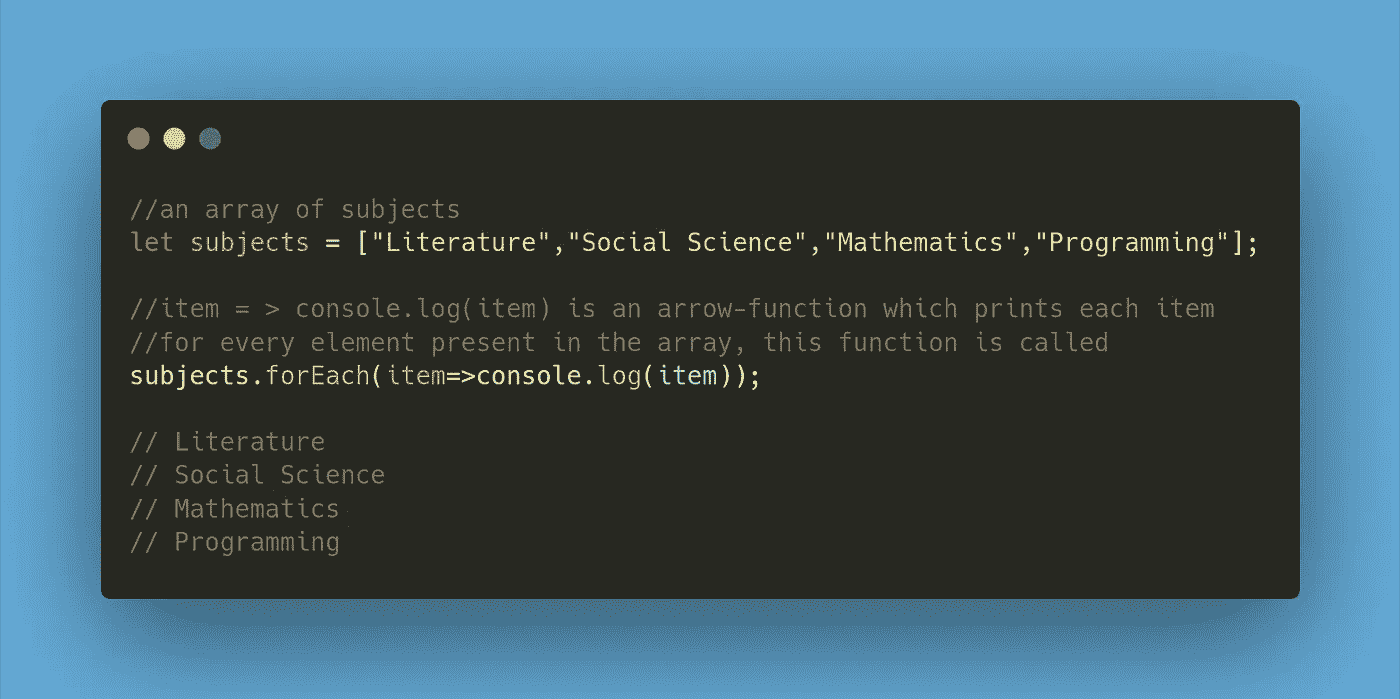 //an array of subjects
let subjects = ["Literature","Social Science","Mathematics","Programming"];
//item = > console.log(item) is an arrow-function which prints each item
//for every element present in the array, this function is called
subjects.forEach(item=>console.log(item));
// Literature
// Social Science
// Mathematics
// Programming